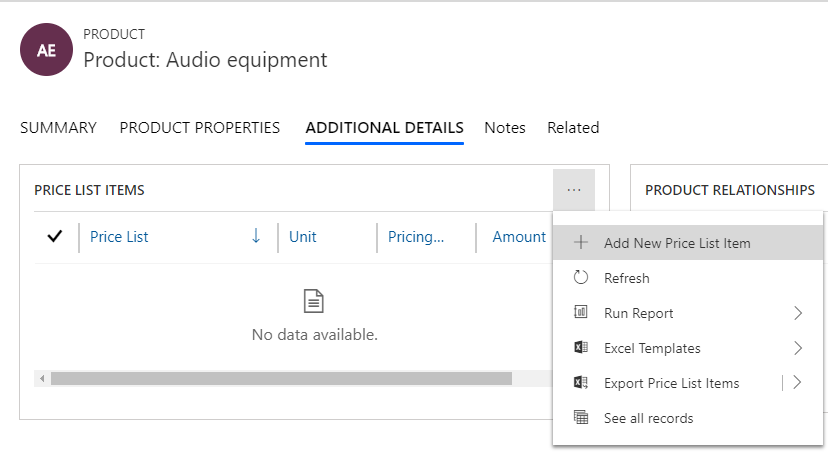 AE
PRODUCT
Product: Audio equipment
SUMMARY PRODUCT PROPERTIES ADDITIONAL DETAILS Notes Related
PRICE LIST ITEMS ... PRODUCT RELATIONSHIPS
Price List Unit Pricing... Amount
Add New Price List Item
Refresh
Run Report
No data available.
Excel Templates
Export Price List Items
See all records